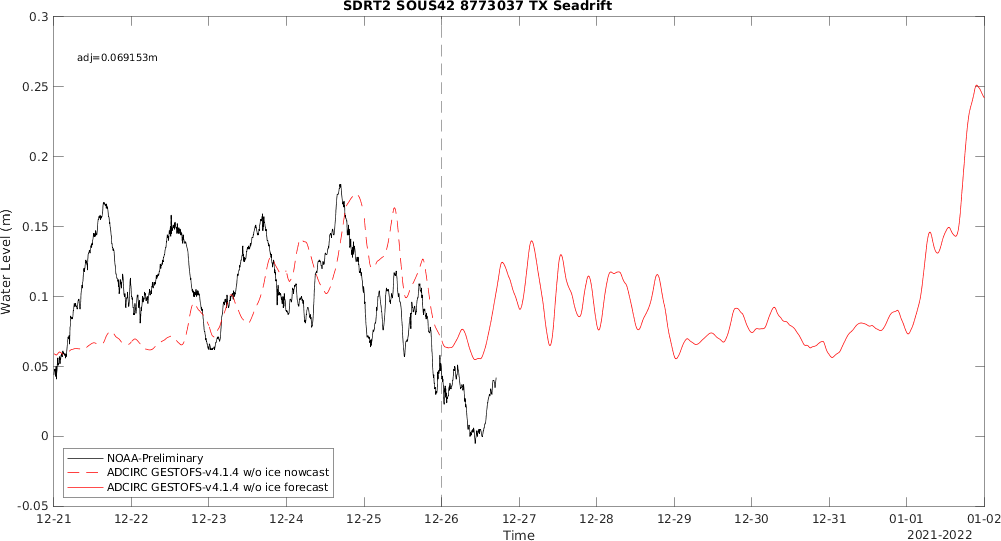 SDRT2 SOUS42 8773037 TX Seadrift
0.3
0.25
0.2
0.15
0.1
0.05
0
-0.05
Water Level (m)
adj=0.069153m
NOAA-Preliminary
ADCIRC GESTOFS-v4.1.4 w/o ice nowcast
ADCIRC GESTOFS-v4.1.4 w/o ice forecast
12-21 12-22 12-23 12-24 12-25 12-26 12-27 12-28 12-29 12-30 12-31 01-01 01-02
Time
2021-2022